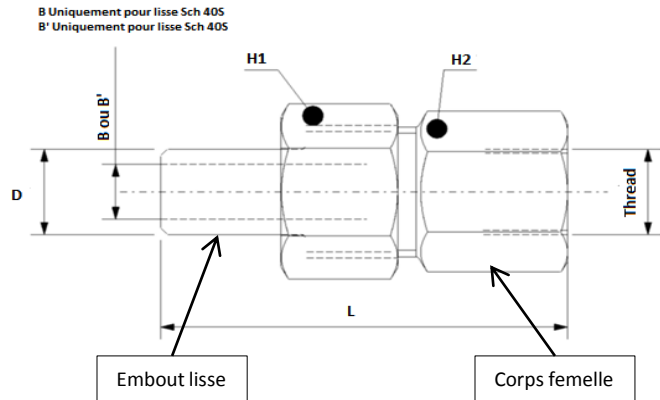 B Uniquement pour lisse Sch 40S
B' Uniquement pour lisse Sch 40S
H1
H2
B ou B'
D
Thread
L
Embout lisse
Corps femelle